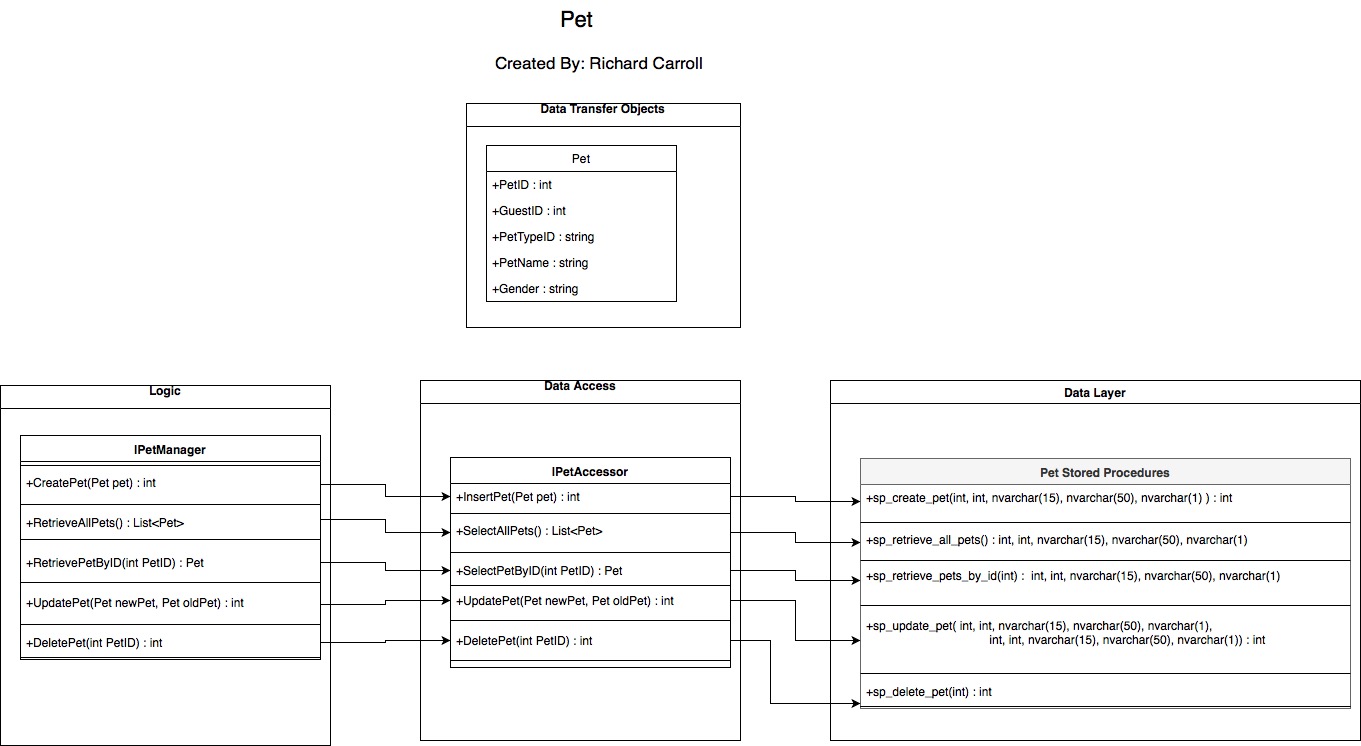 Pet
Created By: Richard Carroll
Data Transfer Objects
Pet
+PetID : int
+GuestID : int
+PetTypeID : string
+PetName : string
+Gender : string
Logic
IPetManager
+CreatePet(Pet pet) : int
+RetrieveAllPets() : List<Pet>
+RetrievePetByID(int PetID) : Pet
+UpdatePet(Pet newPet, Pet oldPet) : int
+DeletePet(int PetID) : int
Data Access
IPetAccessor
+InsertPet(Pet pet) : int
+SelectAllPets() : List<Pet>
+SelectPetByID(int PetID) : Pet
+UpdatePet(Pet newPet, Pet oldPet) : int
+DeletePet(int PetID) : int
Data Layer
Pet Stored Procedures
+sp_create_pet(int, int, nvarchar(15), nvarchar(50), nvarchar(1) ) : int
+sp_retrieve_all_pets() : int, int, nvarchar(15), nvarchar(50), nvarchar(1)
+sp_retrieve_pets_by_id(int) :  int, int, nvarchar(15), nvarchar(50), nvarchar(1)
+sp_update_pet( int, int, nvarchar(15), nvarchar(50), nvarchar(1),
int, int, nvarchar(15), nvarchar(50), nvarchar(1)) : int
+sp_delete_pet(int) : int